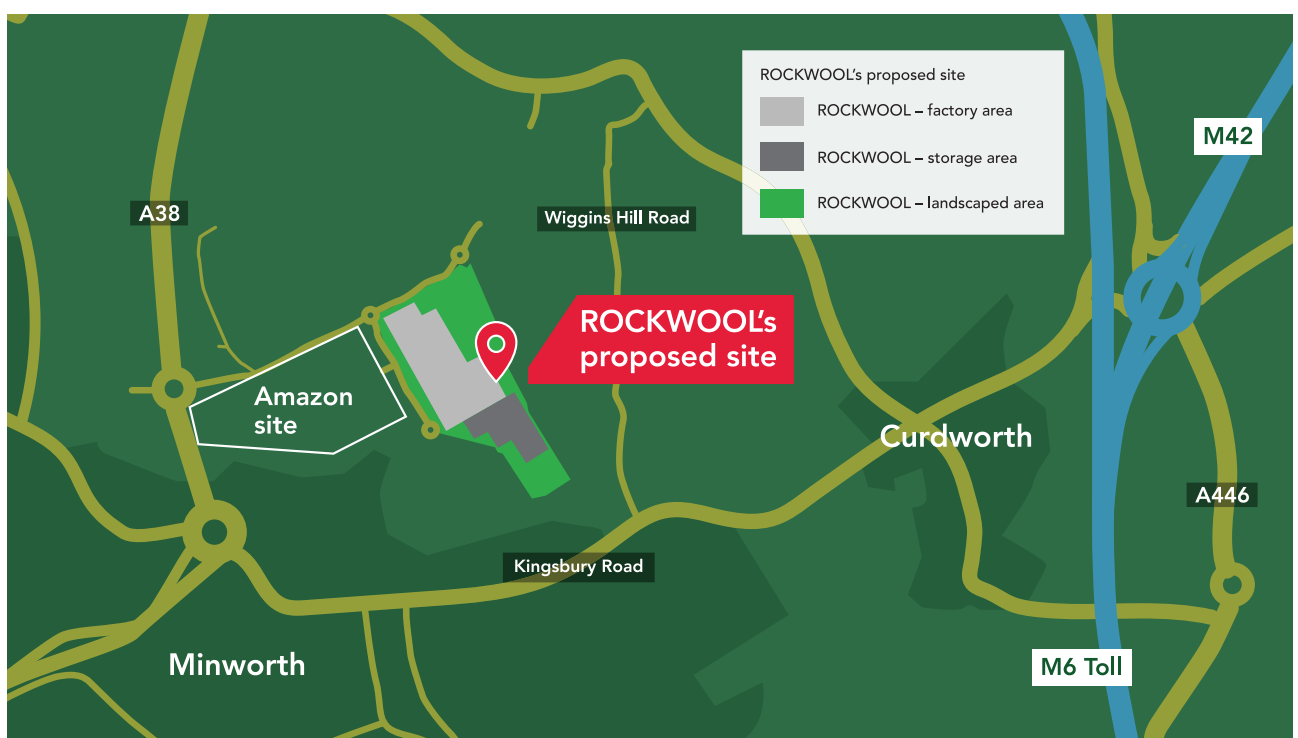 ROCKWOOL's proposed site
ROCKWOOL – factory area
ROCKWOOL – storage area
ROCKWOOL – landscaped area
M42
A38
Wiggins Hill Road
ROCKWOOL's
proposed site
Amazon
site
Curdworth
A446
Kingsbury Road
Minworth
M6 Toll